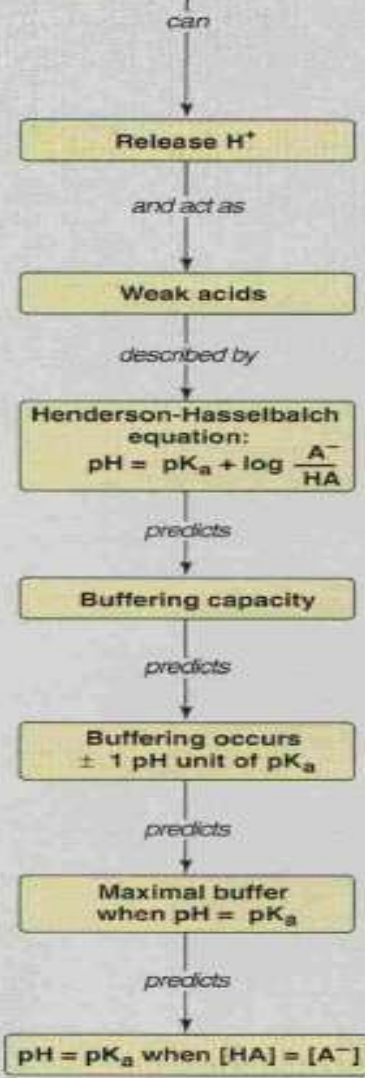 can
Release H⁺
and act as
Weak acids
described by
Henderson-Hasselbalch
equation:
pH = pKₐ + log A⁻/HA
predicts
Buffering capacity
predicts
Buffering occurs
± 1 pH unit of pKₐ
predicts
Maximal buffer
when pH = pKₐ
predicts
pH = pKₐ when [HA] = [A⁻]